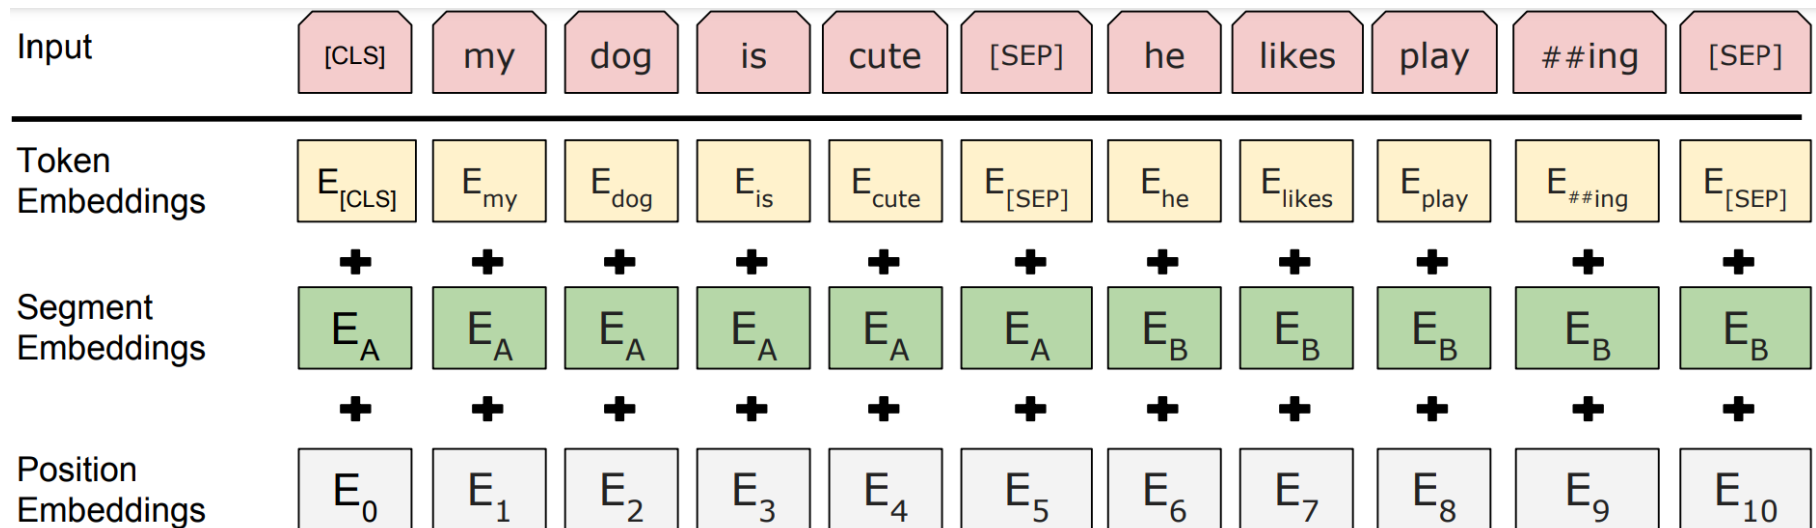 Input [CLS] my dog is cute [SEP] he likes play ##ing [SEP]
Token
Embeddings E[CLS] Emy Edog Eis Ecute E[SEP] Ehe Elikes Eplay E##ing E[SEP]
+ + + + + + + + + + +
Segment
Embeddings EA EA EA EA EA EA EB EB EB EB EB
+ + + + + + + + + + +
Position
Embeddings E0 E1 E2 E3 E4 E5 E6 E7 E8 E9 E10